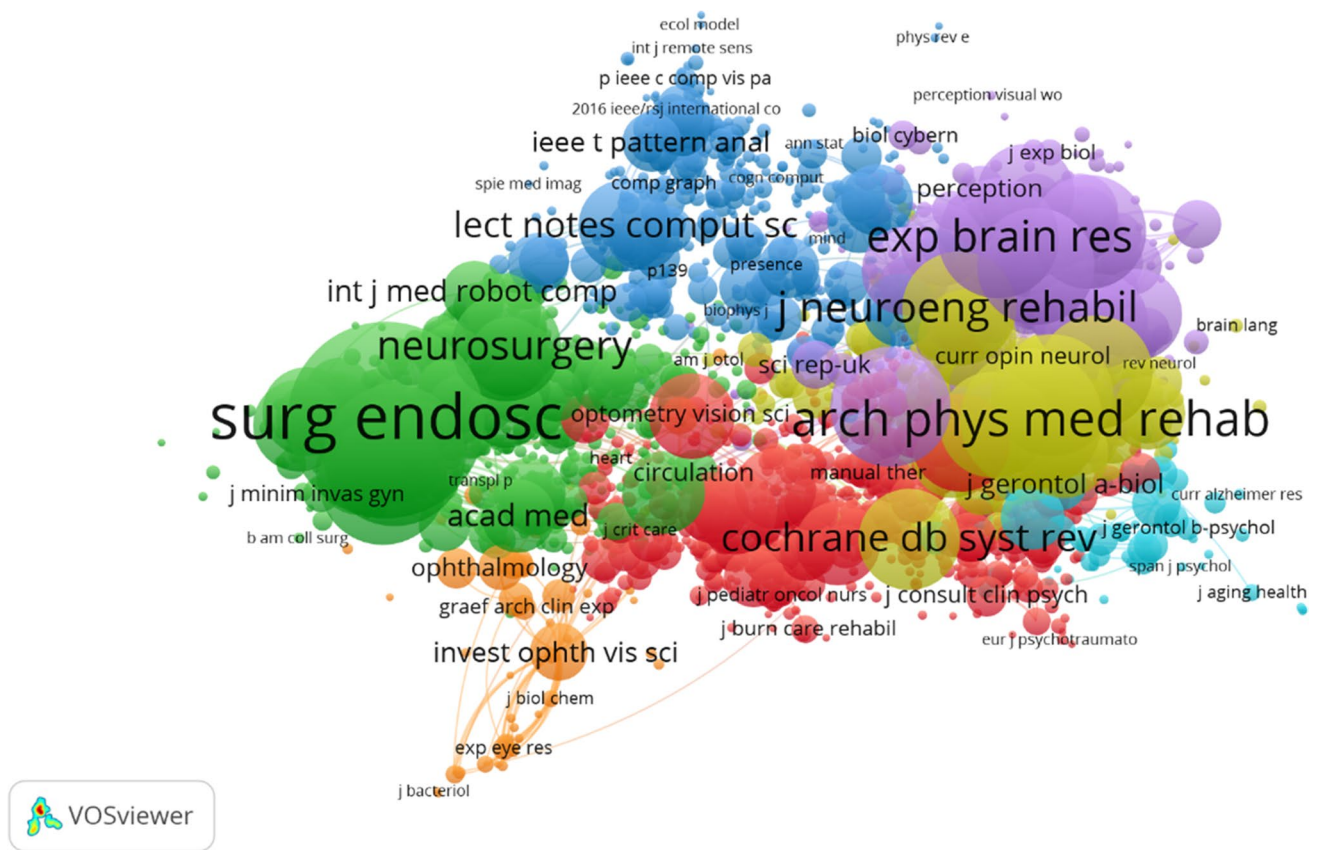 ecol model
phys rev e
int j remote sens
p ieee c comp vis pa
perception visual wo
2016 ieee/rsj international co
ieee t pattern anal
ann stat
biol cybern
j exp biol
spie med imag
comp graph
cogn comput
perception
lect notes comput sc
mind
exp brain res
p139
presence
int j med robot comp
biophys j
j neuroeng rehabil
brain lang
neurosurgery
am j otol
sci rep-uk
curr opin neurol
rev neurol
surg endosc
optometry vision sci
arch phys med rehab
heart
circulation
manual ther
transpl p
j minim invas gyn
j gerontol a-biol
curr alzheimer res
acad med
j crit care
cochrane db syst rev
j gerontol b-psychol
b am coll surg
ophthalmology
span j psychol
graef arch clin exp
j pediatr oncol nurs
j consult clin psych
j aging health
j burn care rehabil
eur j psychotraumato
invest ophth vis sci
j biol chem
exp eye res
j bacteriol
VOSviewer